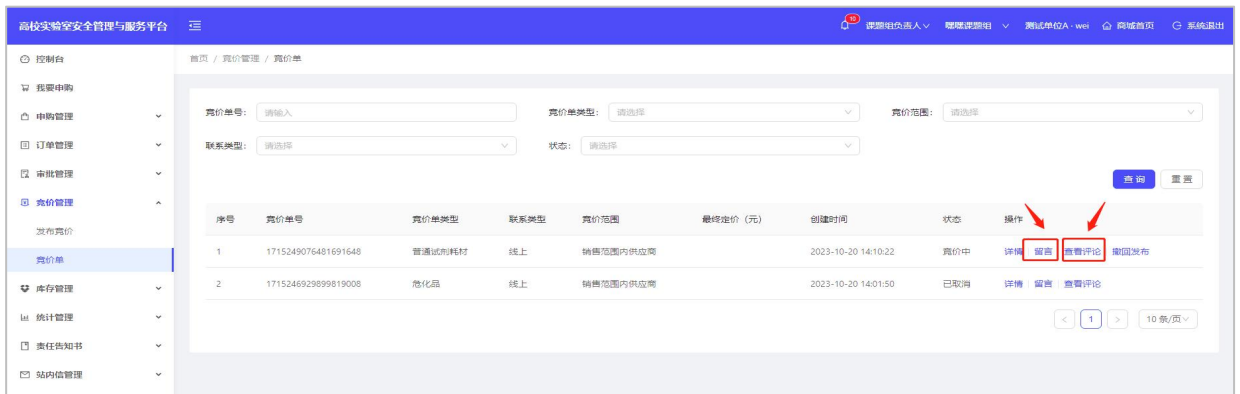 高校实验室安全管理与服务平台
10
课题组负责人
嘿嘿课题组
测试单位A · wei
商城首页
系统退出
控制台
首页 / 竞价管理 / 竞价单
我要申购
申购管理
订单管理
审批管理
竞价管理
发布竞价
竞价单
库存管理
统计管理
责任告知书
站内信管理
竞价单号: 请输入
竞价单类型: 请选择
竞价范围: 请选择
联系类型: 请选择
状态: 请选择
查 询
重 置
序号 竞价单号 竞价单类型 联系类型 竞价范围 最终定价（元） 创建时间 状态 操作
1 1715249076481691648 普通试剂耗材 线上 销售范围内供应商 2023-10-20 14:10:22 竞价中 详情 留言 查看评论 撤回发布
2 1715246929899819008 危化品 线上 销售范围内供应商 2023-10-20 14:01:50 已取消 详情 留言 查看评论
< 1 > 10 条/页